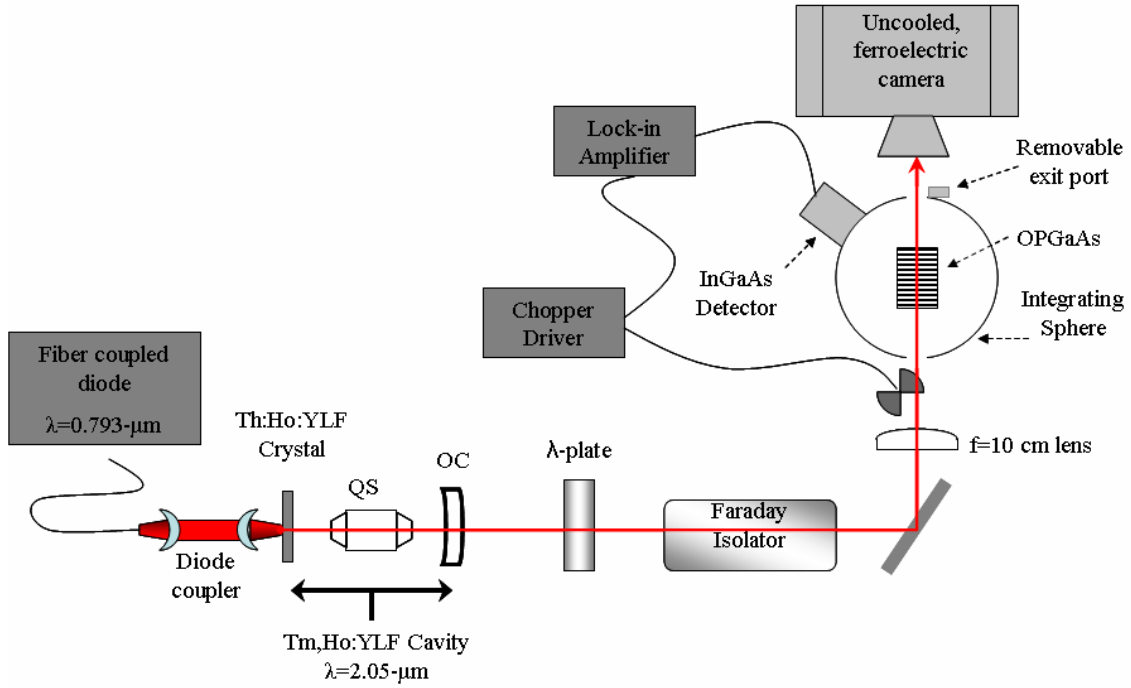 Uncooled,
ferroelectric
camera
Lock-in
Amplifier
Removable
exit port
OPGaAs
InGaAs
Detector
Integrating
Sphere
Chopper
Driver
Fiber coupled
diode
λ=0.793-μm
Th:Ho:YLF
Crystal
QS
OC
λ-plate
f=10 cm lens
Faraday
Isolator
Diode
coupler
Tm,Ho:YLF Cavity
λ=2.05-μm